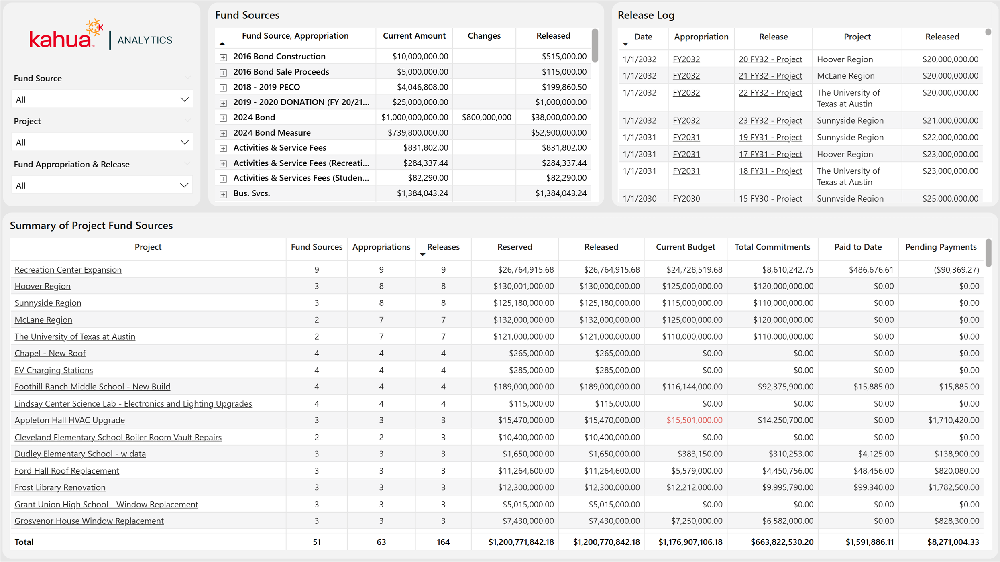 kahua K ™ | ANALYTICS
Fund Source
All
Project
All
Fund Appropriation & Release
All
Fund Sources
Fund Source, Appropriation Current Amount Changes Released
2016 Bond Construction $10,000,000.00 $515,000.00
2016 Bond Sale Proceeds $5,000,000.00 $115,000.00
2018 - 2019 PECO $4,046,808.00 $199,860.50
2019 - 2020 DONATION (FY 20/21... $25,000,000.00 $1,000,000.00
2024 Bond $1,000,000,000.00 $800,000,000 $38,000,000.00
2024 Bond Measure $739,800,000.00 $52,900,000.00
Activities & Service Fees $831,802.00 $831,802.00
Activities & Service Fees (Recreati... $284,337.44 $284,337.44
Activities & Services Fees (Studen... $82,290.00 $82,290.00
Bus. Svcs. $1,384,043.24 $1,384,043.24
Release Log
Date Appropriation Release Project Released
1/1/2032 FY2032 20 FY32 - Project Hoover Region $20,000,000.00
1/1/2032 FY2032 21 FY32 - Project McLane Region $20,000,000.00
1/1/2032 FY2032 22 FY32 - Project The University of $20,000,000.00
Texas at Austin
1/1/2032 FY2032 23 FY32 - Project Sunnyside Region $21,000,000.00
1/1/2031 FY2031 19 FY31 - Project Sunnyside Region $22,000,000.00
1/1/2031 FY2031 17 FY31 - Project Hoover Region $23,000,000.00
1/1/2031 FY2031 18 FY31 - Project The University of $23,000,000.00
Texas at Austin
1/1/2030 FY2030 15 FY30 - Project Sunnyside Region $25,000,000.00
Summary of Project Fund Sources
Project Fund Sources Appropriations Releases Reserved Released Current Budget Total Commitments Paid to Date Pending Payments
Recreation Center Expansion 9 9 9 $26,764,915.68 $26,764,915.68 $24,728,519.68 $8,610,242.75 $486,676.61 ($90,369.27)
Hoover Region 3 8 8 $130,001,000.00 $130,000,000.00 $125,000,000.00 $120,000,000.00 $0.00 $0.00
Sunnyside Region 3 8 8 $125,180,000.00 $125,180,000.00 $115,000,000.00 $110,000,000.00 $0.00 $0.00
McLane Region 2 7 7 $132,000,000.00 $132,000,000.00 $125,000,000.00 $120,000,000.00 $0.00 $0.00
The University of Texas at Austin 2 7 7 $121,000,000.00 $121,000,000.00 $110,000,000.00 $110,000,000.00 $0.00 $0.00
Chapel - New Roof 4 4 4 $265,000.00 $265,000.00 $0.00 $0.00 $0.00 $0.00
EV Charging Stations 4 4 4 $285,000.00 $285,000.00 $0.00 $0.00 $0.00 $0.00
Foothill Ranch Middle School - New Build 4 4 4 $189,000,000.00 $189,000,000.00 $116,144,000.00 $92,375,900.00 $15,885.00 $15,885.00
Lindsay Center Science Lab - Electronics and Lighting Upgrades 4 4 4 $115,000.00 $115,000.00 $0.00 $0.00 $0.00 $0.00
Appleton Hall HVAC Upgrade 3 3 3 $15,470,000.00 $15,470,000.00 $15,501,000.00 $14,250,700.00 $0.00 $1,710,420.00
Cleveland Elementary School Boiler Room Vault Repairs 2 2 3 $10,400,000.00 $10,400,000.00 $0.00 $0.00 $0.00 $0.00
Dudley Elementary School - w data 3 3 3 $1,650,000.00 $1,650,000.00 $383,150.00 $310,253.00 $4,125.00 $138,900.00
Ford Hall Roof Replacement 3 3 3 $11,264,600.00 $11,264,600.00 $5,579,000.00 $4,450,756.00 $48,456.00 $820,080.00
Frost Library Renovation 3 3 3 $12,300,000.00 $12,300,000.00 $12,212,000.00 $9,995,790.00 $99,340.00 $1,782,500.00
Grant Union High School - Window Replacement 3 3 3 $5,015,000.00 $5,015,000.00 $0.00 $0.00 $0.00 $0.00
Grosvenor House Window Replacement 3 3 3 $7,430,000.00 $7,430,000.00 $7,250,000.00 $6,582,000.00 $0.00 $828,300.00
Total 51 63 164 $1,200,771,842.18 $1,200,770,842.18 $1,176,907,106.18 $663,822,530.20 $1,591,886.11 $8,271,004.33